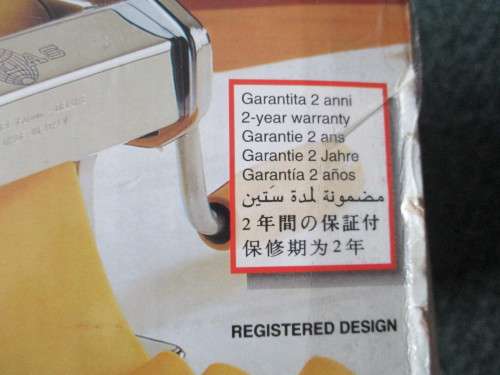 Garantita 2 anni
2-year warranty
Garantie 2 ans
Garantie 2 Jahre
Garantía 2 años
مضمونة لمدة سَتين
2年間の保証付
保修期为2年
REGISTERED DESIGN